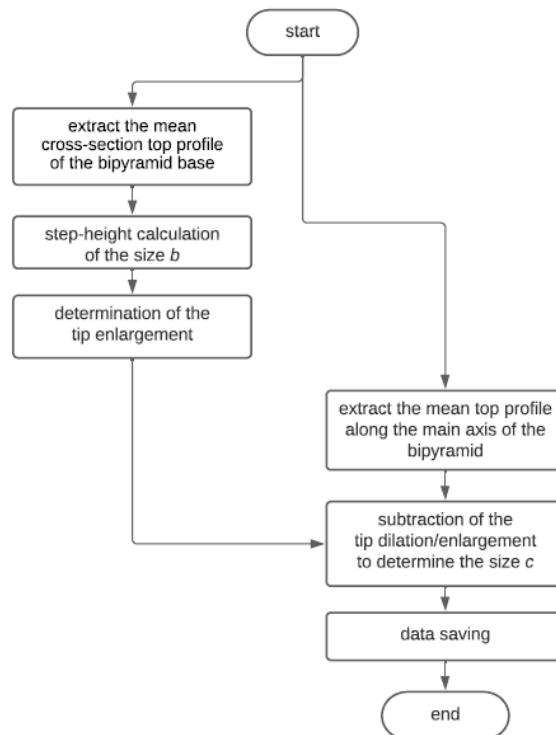 start
extract the mean
cross-section top profile
of the bipyramid base
step-height calculation
of the size b
determination of the
tip enlargement
extract the mean top profile
along the main axis of the
bipyramid
subtraction of the
tip dilation/enlargement
to determine the size c
data saving
end